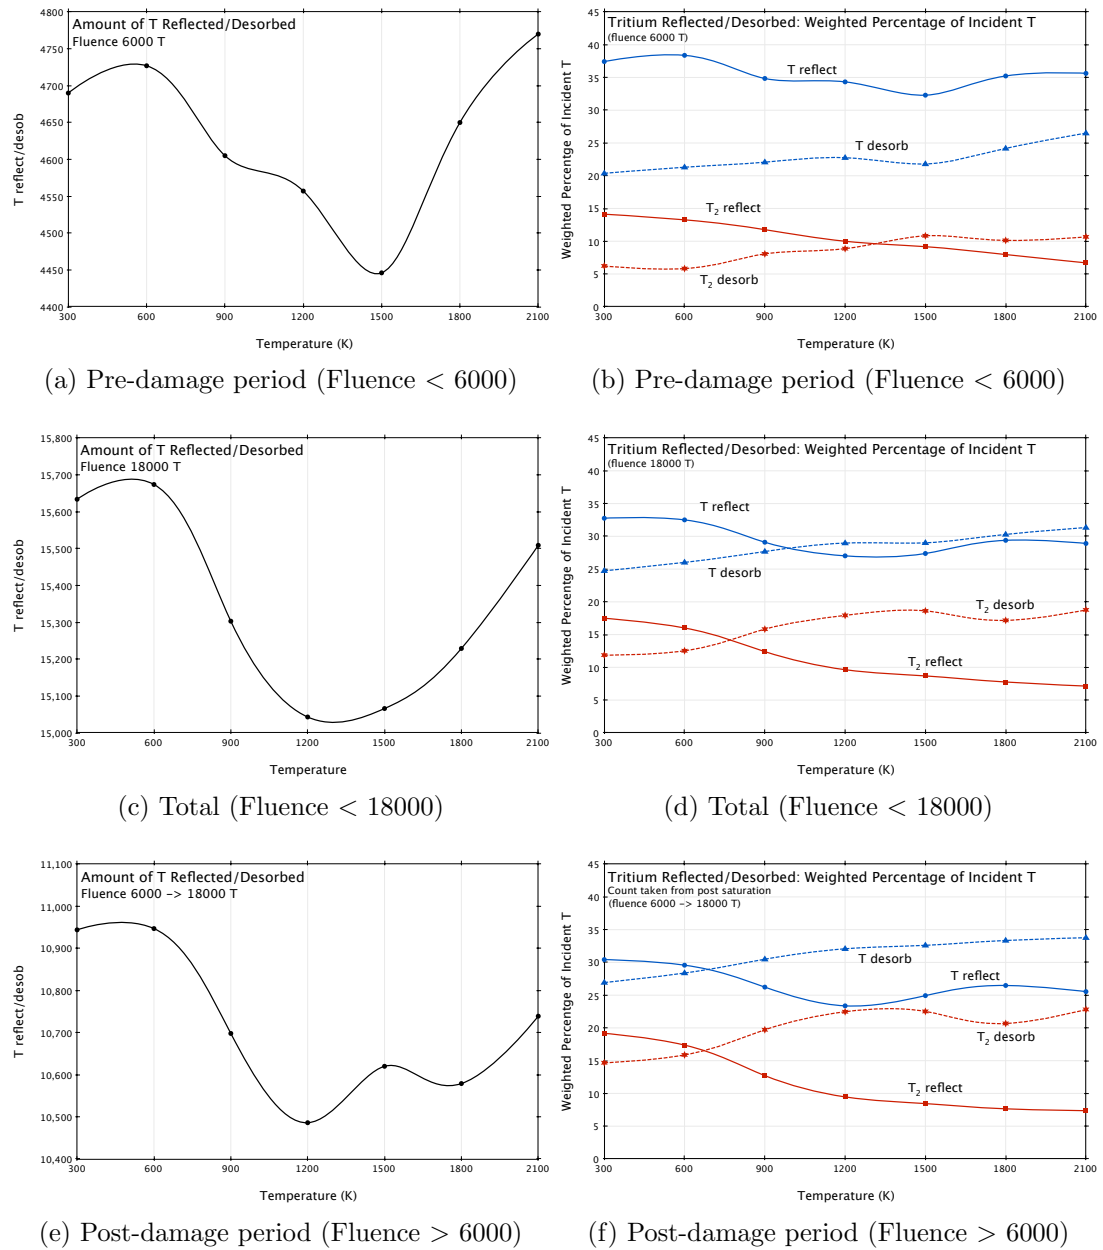 Amount of T Reflected/Desorbed
Fluence 6000 T
4800
4750
4700
4650
4600
4550
4500
4450
4400
T reflect/desob
300 600 900 1200 1500 1800 2100
Temperature (K)
(a) Pre-damage period (Fluence < 6000)
Tritium Reflected/Desorbed: Weighted Percentage of Incident T
(fluence 6000 T)
45
40
35
30
25
20
15
10
5
0
Weighted Percentge of Incident T
T reflect
T desorb
T₂ reflect
T₂ desorb
300 600 900 1200 1500 1800 2100
Temperature (K)
(b) Pre-damage period (Fluence < 6000)
Amount of T Reflected/Desorbed
Fluence 18000 T
15,800
15,700
15,600
15,500
15,400
15,300
15,200
15,100
15,000
T reflect/desob
300 600 900 1200 1500 1800 2100
Temperature
(c) Total (Fluence < 18000)
Tritium Reflected/Desorbed: Weighted Percentage of Incident T
(fluence 18000 T)
45
40
35
30
25
20
15
10
5
0
Weighted Percentge of Incident T
T reflect
T desorb
T₂ desorb
T₂ reflect
300 600 900 1200 1500 1800 2100
Temperature (K)
(d) Total (Fluence < 18000)
Amount of T Reflected/Desorbed
Fluence 6000 -> 18000 T
11,100
11,000
10,900
10,800
10,700
10,600
10,500
10,400
T reflect/desob
300 600 900 1200 1500 1800 2100
Temperature (K)
(e) Post-damage period (Fluence > 6000)
Tritium Reflected/Desorbed: Weighted Percentage of Incident T
Count taken from post saturation
(fluence 6000 -> 18000 T)
45
40
35
30
25
20
15
10
5
0
Weighted Percentge of Incident T
T desorb
T reflect
T₂ desorb
T₂ reflect
300 600 900 1200 1500 1800 2100
Temperature (K)
(f) Post-damage period (Fluence > 6000)